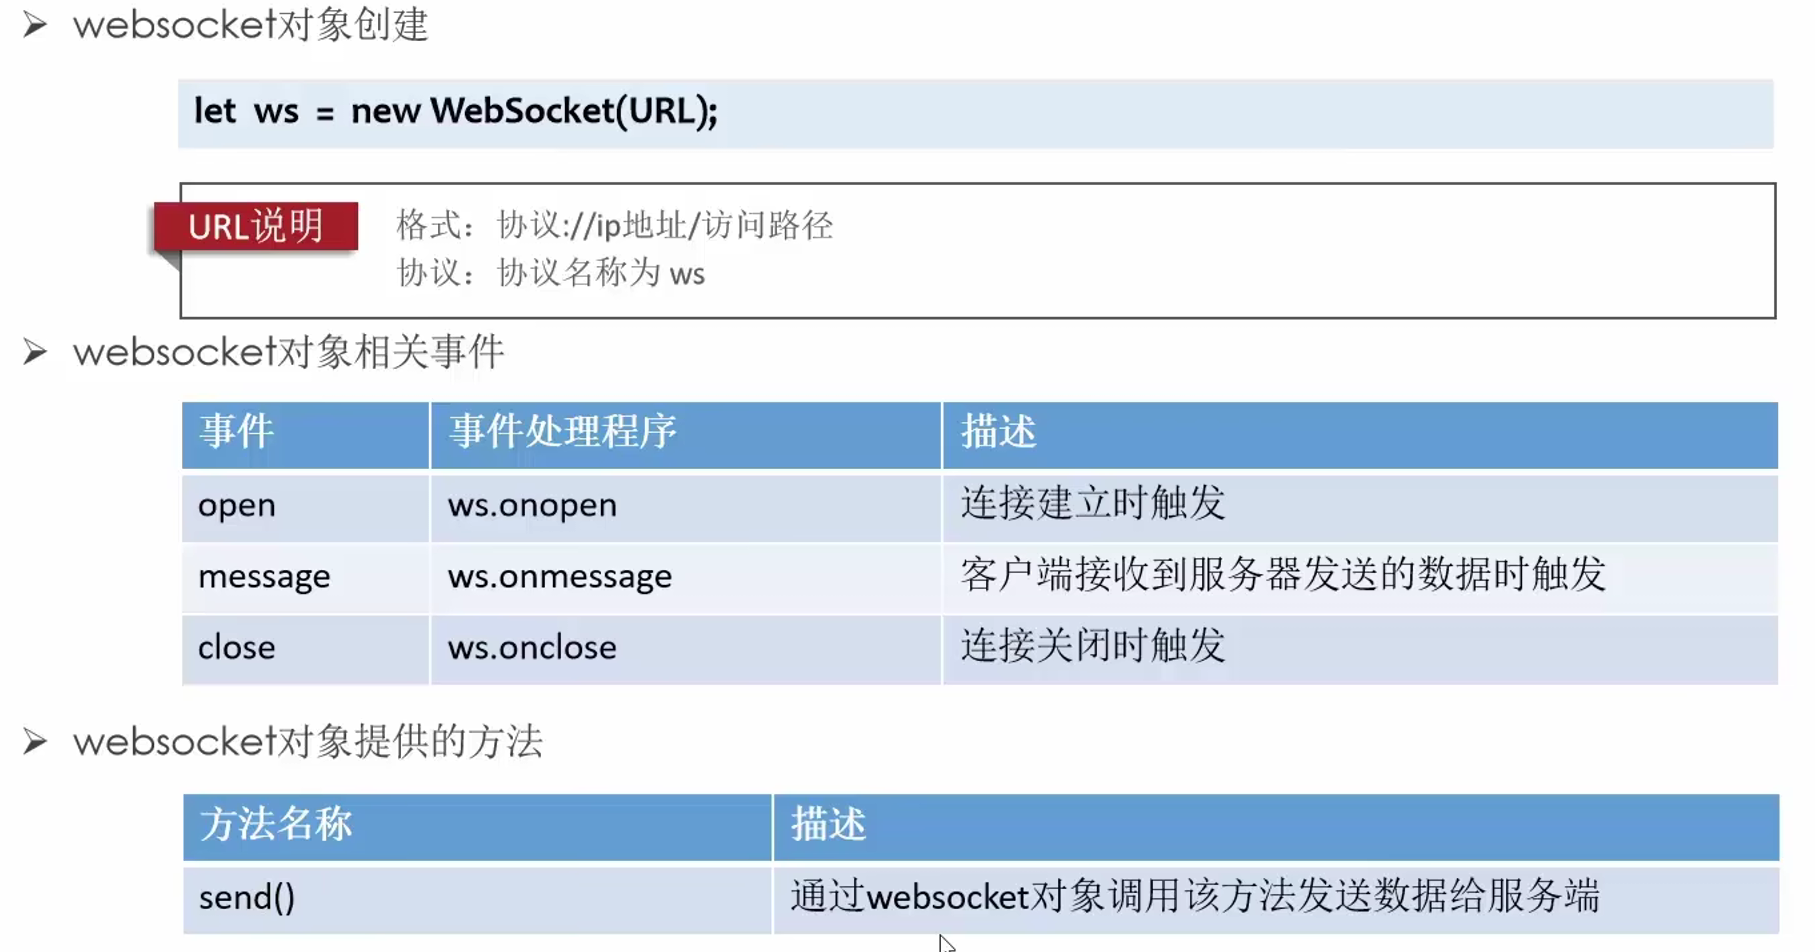 websocket对象创建
let ws = new WebSocket(URL);
URL说明
格式：协议://ip地址/访问路径
协议：协议名称为 ws
websocket对象相关事件
事件 事件处理程序 描述
open ws.onopen 连接建立时触发
message ws.onmessage 客户端接收到服务器发送的数据时触发
close ws.onclose 连接关闭时触发
websocket对象提供的方法
方法名称 描述
send() 通过websocket对象调用该方法发送数据给服务端